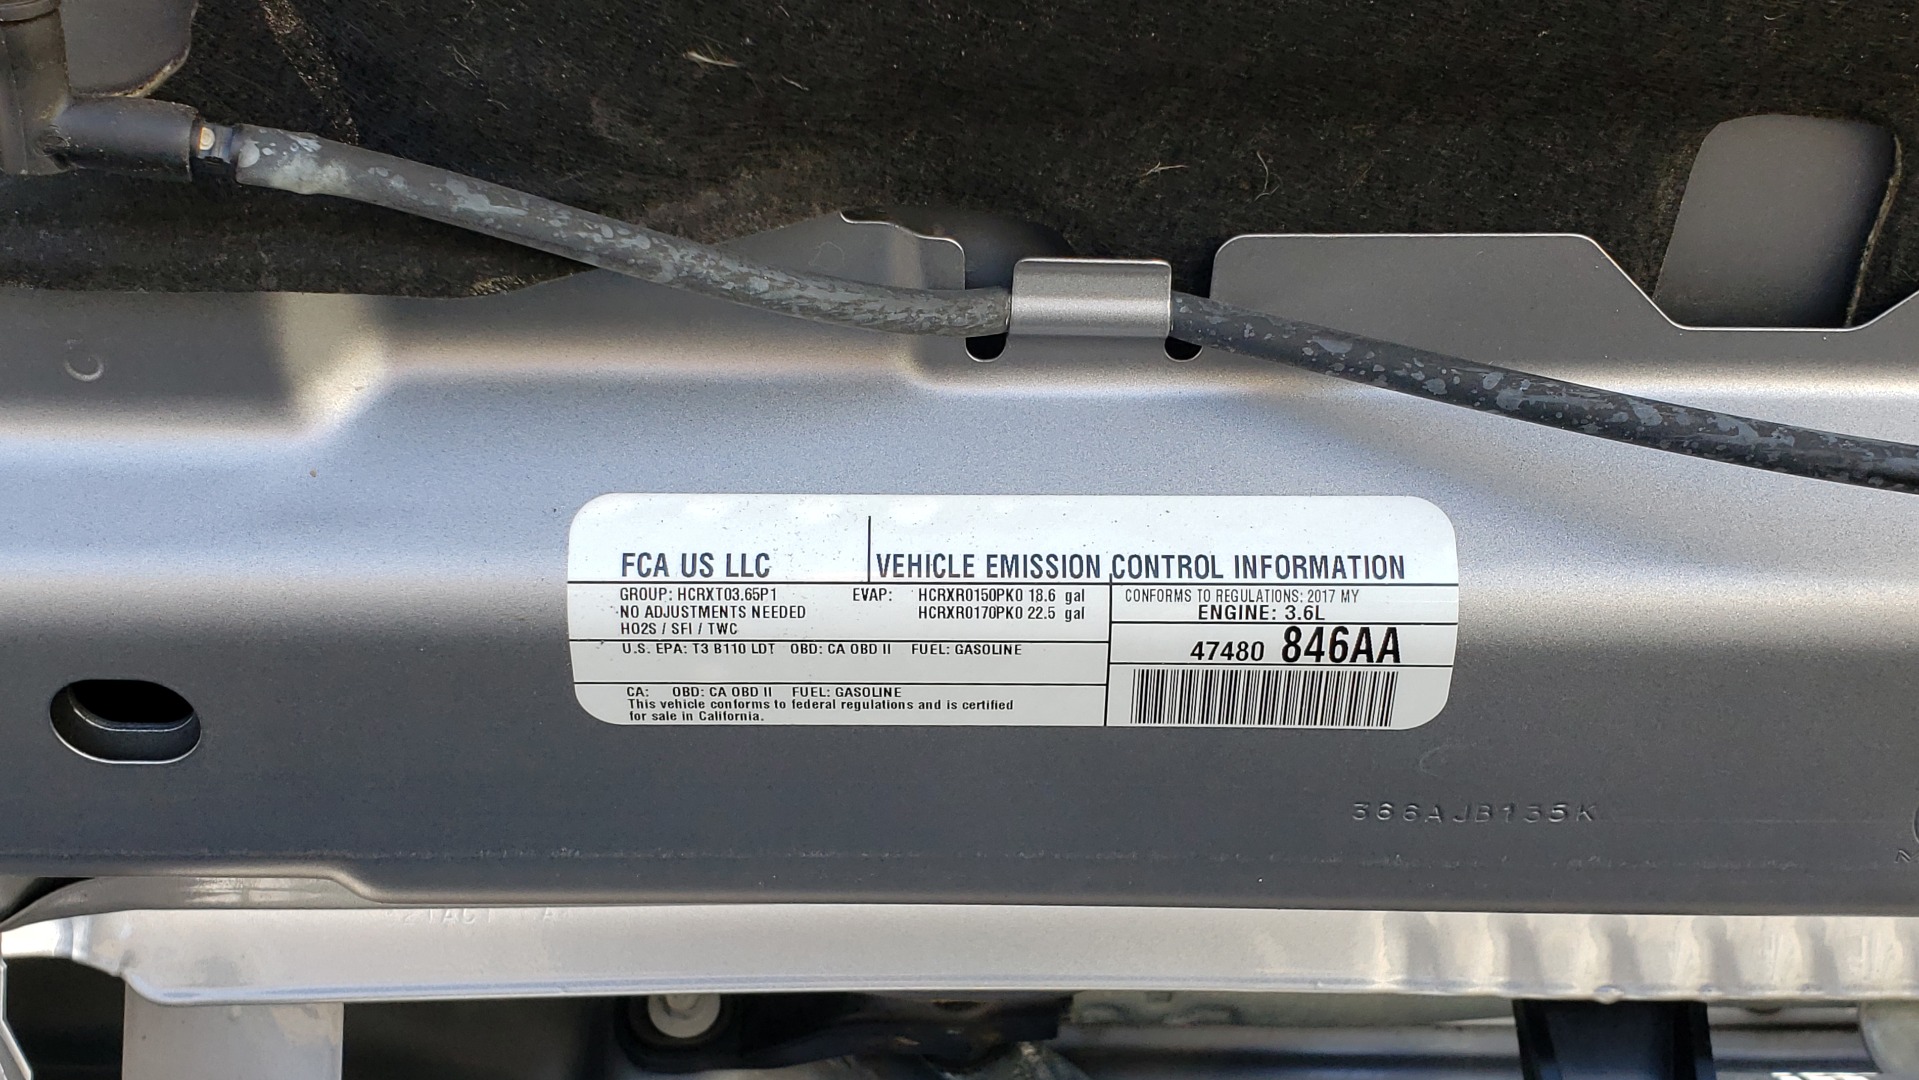 FCA US LLC
VEHICLE EMISSION CONTROL INFORMATION
GROUP: HCRXT03.65P1
NO ADJUSTMENTS NEEDED
HO2S / SFI / TWC
EVAP: HCRXR0150PK0 18.6 gal
HCRXR0170PK0 22.5 gal
CONFORMS TO REGULATIONS: 2017 MY
ENGINE: 3.6L
U.S. EPA: T3 B110 LDT OBD: CA OBD II FUEL: GASOLINE
47480 846AA
CA: OBD: CA OBD II FUEL: GASOLINE
This vehicle conforms to federal regulations and is certified
for sale in California.
366AJB135K